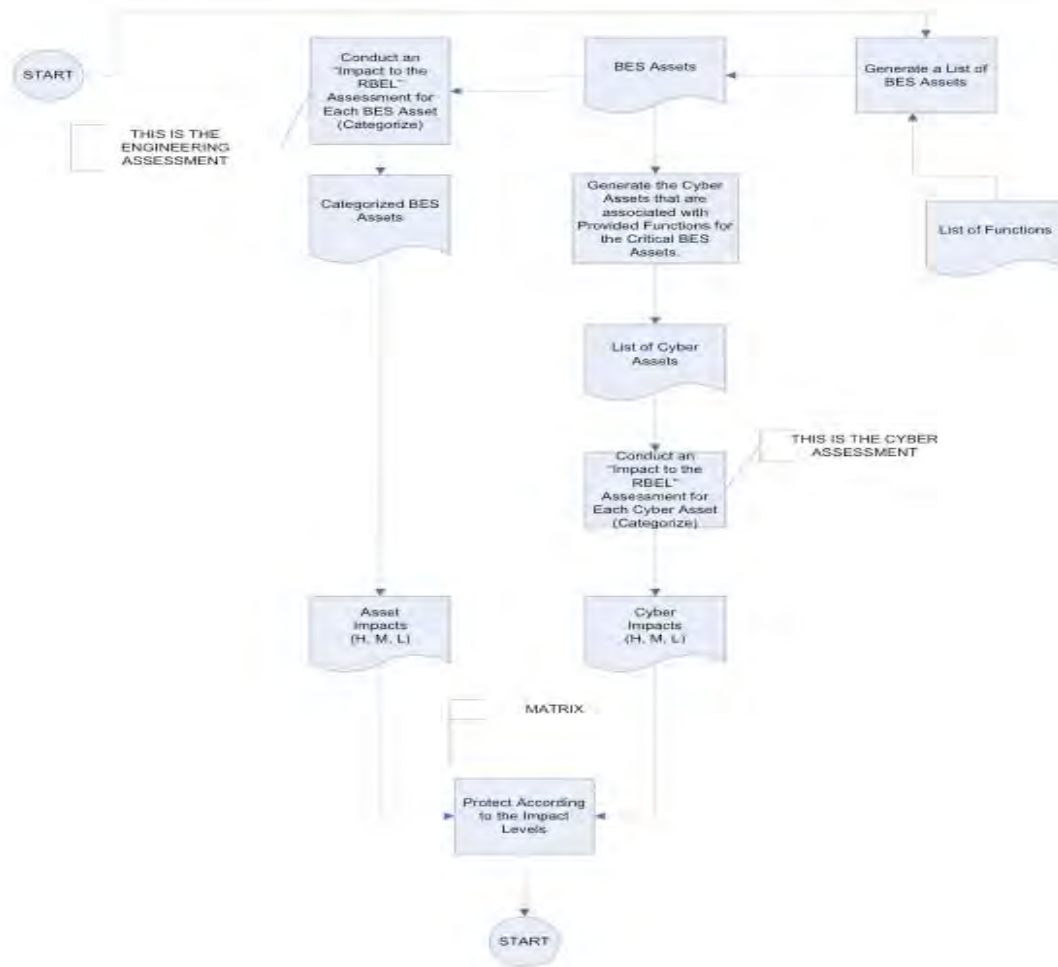 START
Conduct an
"Impact to the
RBEL"
Assessment for
Each BES Asset
(Categorize)
BES Assets
Generate a List of
BES Assets
THIS IS THE
ENGINEERING
ASSESSMENT
Categorized BES
Assets
Generate the Cyber
Assets that are
associated with
Provided Functions for
the Critical BES
Assets.
List of Functions
List of Cyber
Assets
THIS IS THE CYBER
ASSESSMENT
Conduct an
"Impact to the
RBEL"
Assessment for
Each Cyber Asset
(Categorize)
Asset
Impacts
(H, M, L)
Cyber
Impacts
(H, M, L)
MATRIX
Protect According
to the Impact
Levels
START